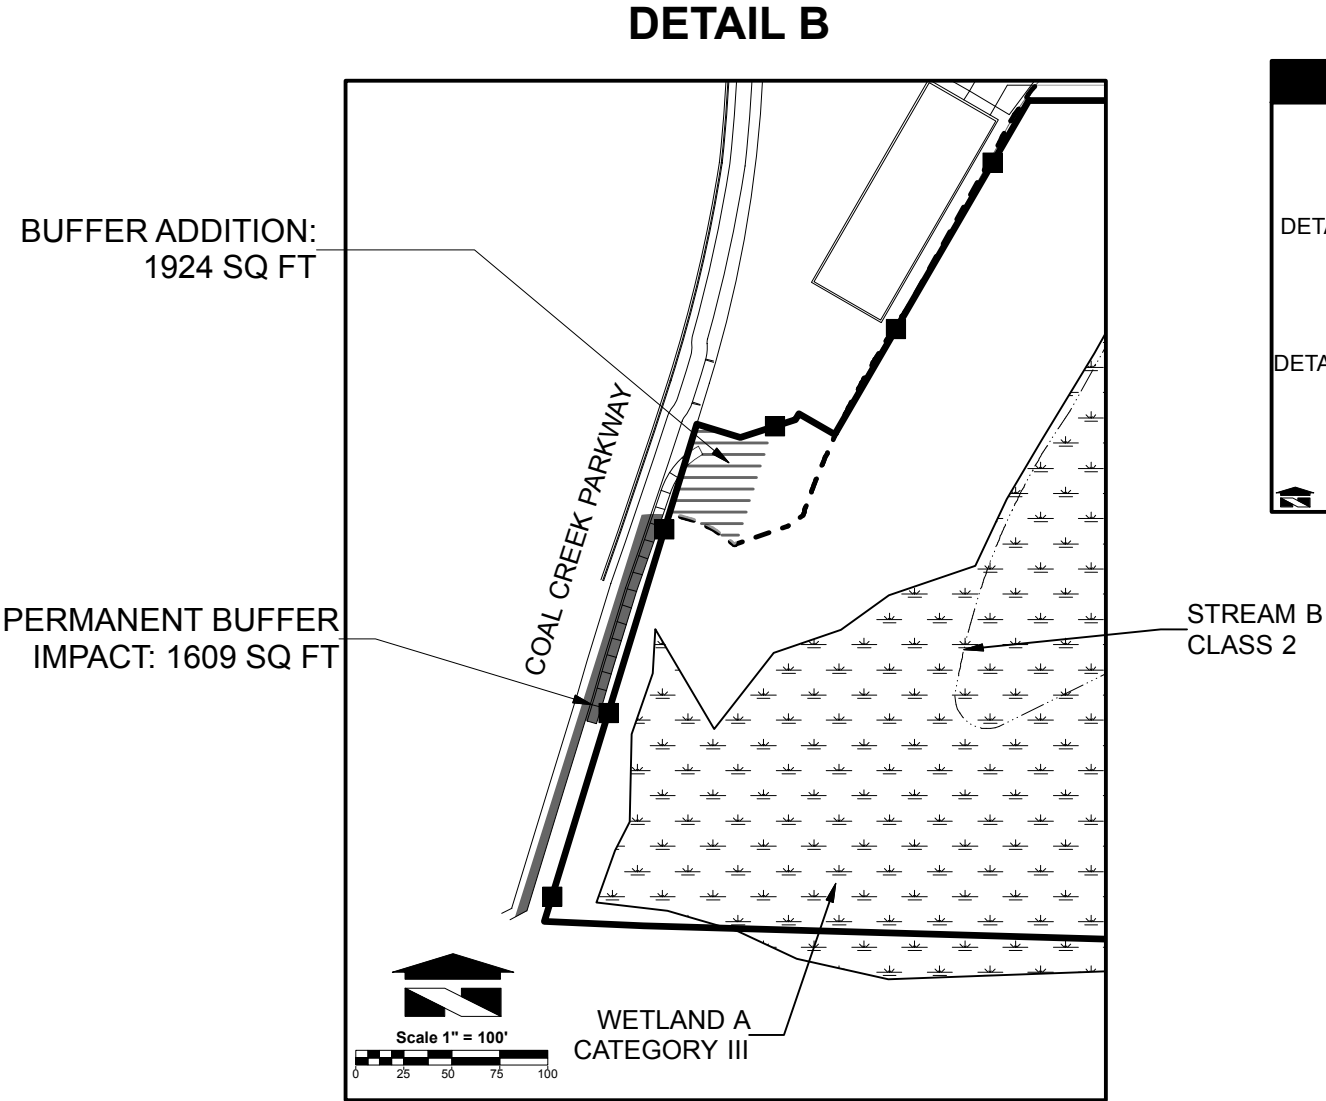 DETAIL B
BUFFER ADDITION:
1924 SQ FT
COAL CREEK PARKWAY
PERMANENT BUFFER
IMPACT: 1609 SQ FT
STREAM B
CLASS 2
WETLAND A
CATEGORY III
Scale 1" = 100'
0 25 50 75 100